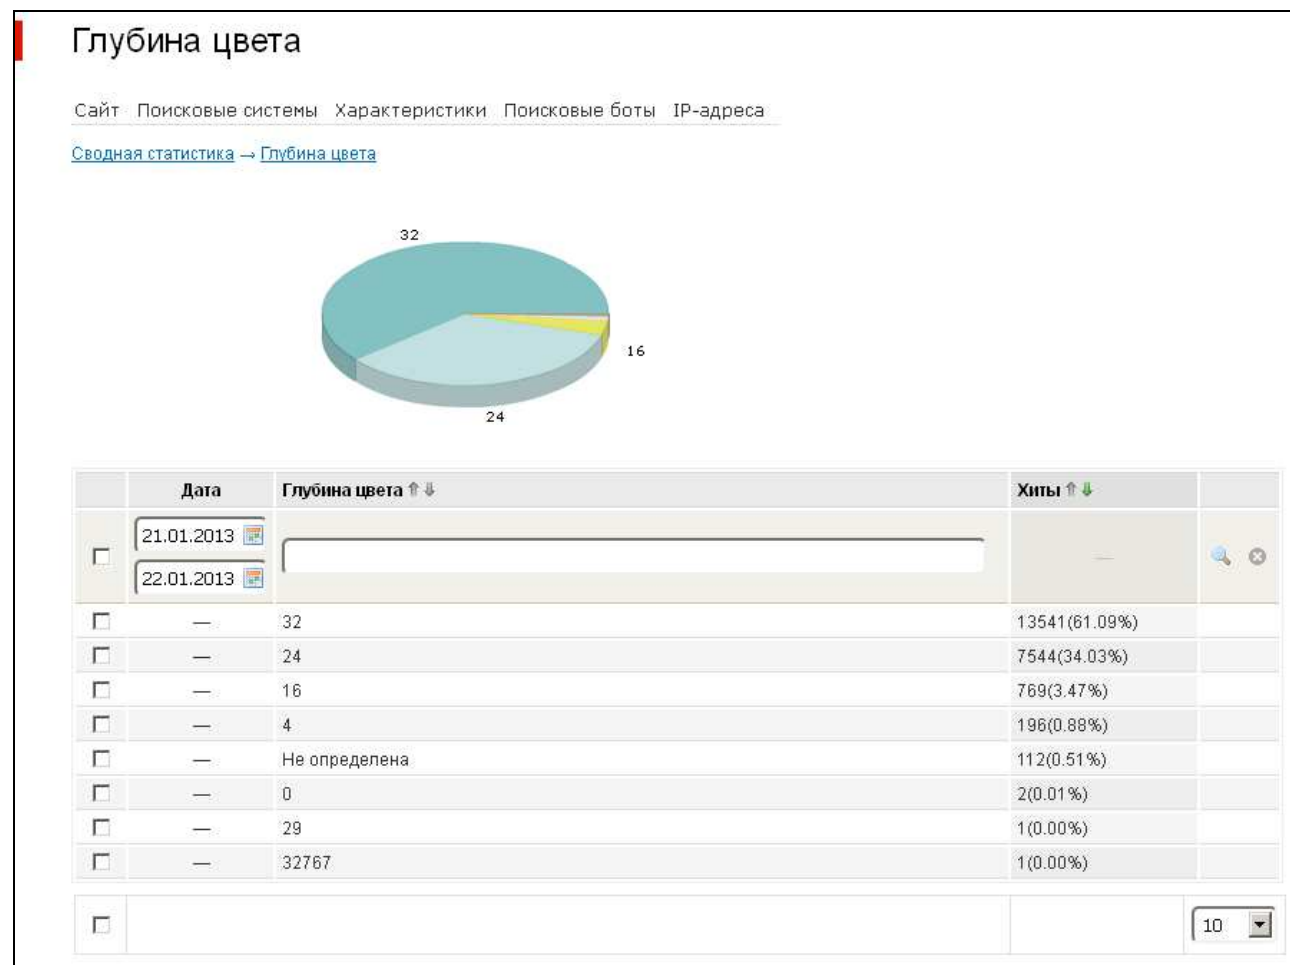 Глубина цвета
Сайт Поисковые системы Характеристики Поисковые боты IP-адреса
Сводная статистика → Глубина цвета
32
16
24
Дата Глубина цвета Хиты
21.01.2013
22.01.2013
—
— 32 13541(61.09%)
— 24 7544(34.03%)
— 16 769(3.47%)
— 4 196(0.88%)
— Не определена 112(0.51%)
— 0 2(0.01%)
— 29 1(0.00%)
— 32767 1(0.00%)
10